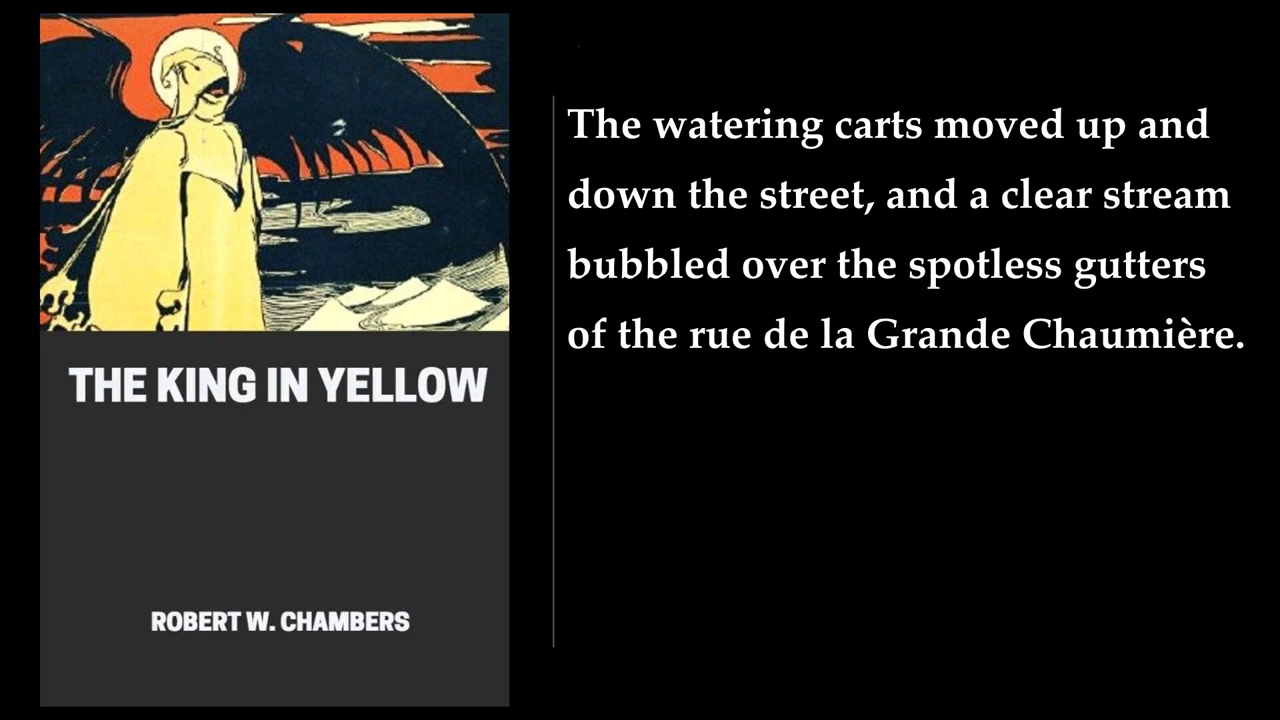 THE KING IN YELLOW
ROBERT W. CHAMBERS
The watering carts moved up and
down the street, and a clear stream
bubbled over the spotless gutters
of the rue de la Grande Chaumière.